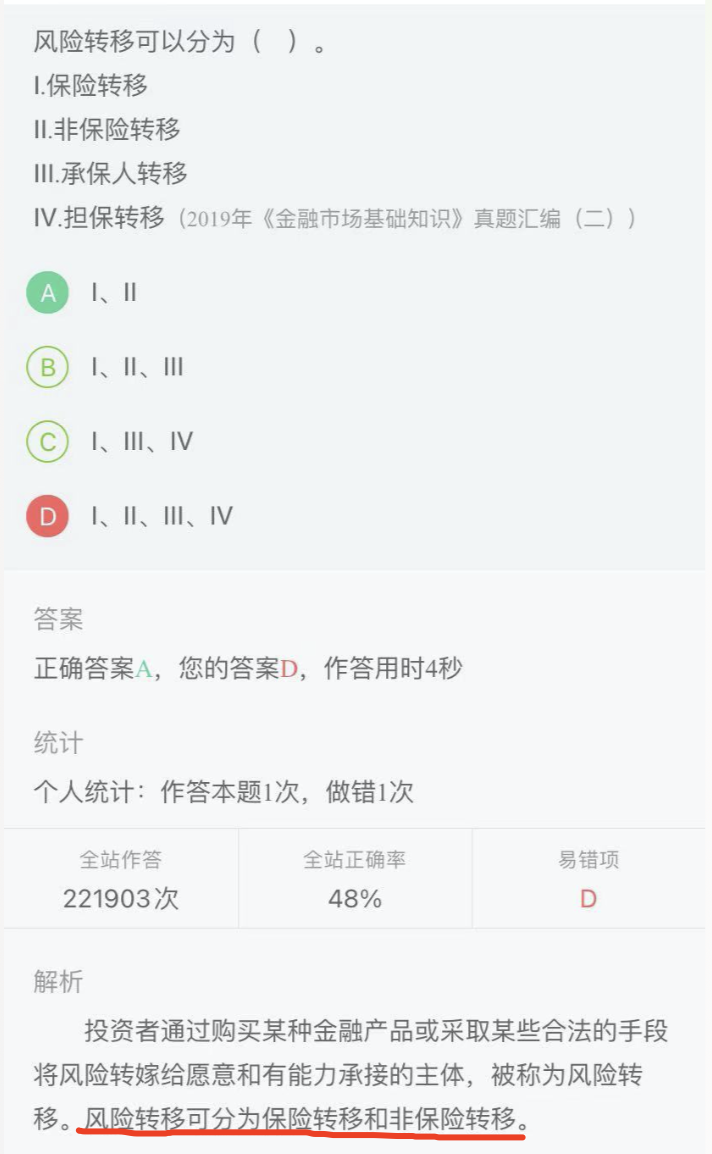 风险转移可以分为（ ）。
I.保险转移
II.非保险转移
III.承保人转移
IV.担保转移（2019年《金融市场基础知识》真题汇编（二））
A I、II
B I、II、III
C I、III、IV
D I、II、III、IV
答案
正确答案A，您的答案D，作答用时4秒
统计
个人统计：作答本题1次，做错1次
全站作答 全站正确率 易错项
221903次 48% D
解析
投资者通过购买某种金融产品或采取某些合法的手段
将风险转嫁给愿意和有能力承接的主体，被称为风险转
移。风险转移可分为保险转移和非保险转移。